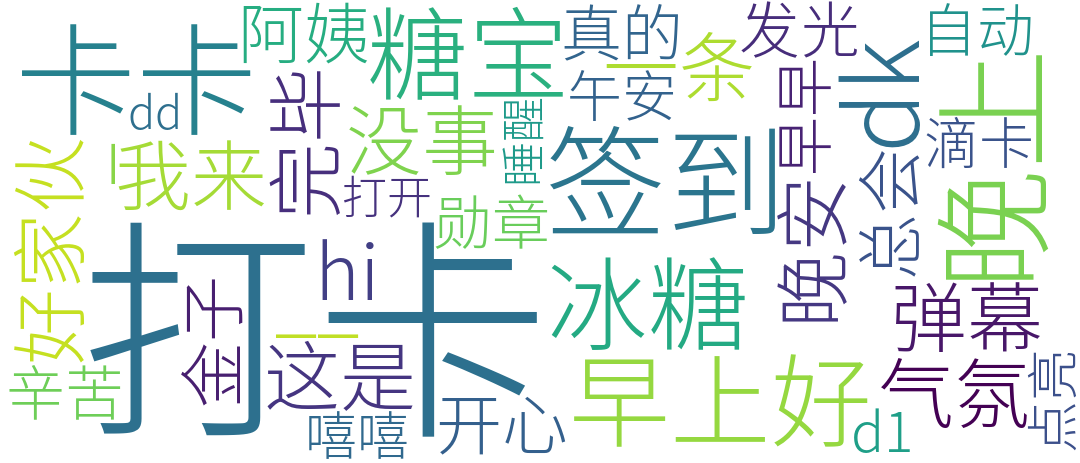 卡卡
阿姨
糖宝
真的
一条
发光
自动
dd
完毕
没事
睡醒
午安
早早
dk
晚上
滴卡
好家伙
我来
打开
勋章
签到
晚安
总会
打卡
hi
冰糖
弹幕
金子
一一
这是
早上好
气氛
点亮
辛苦
嘻嘻
开心
d1